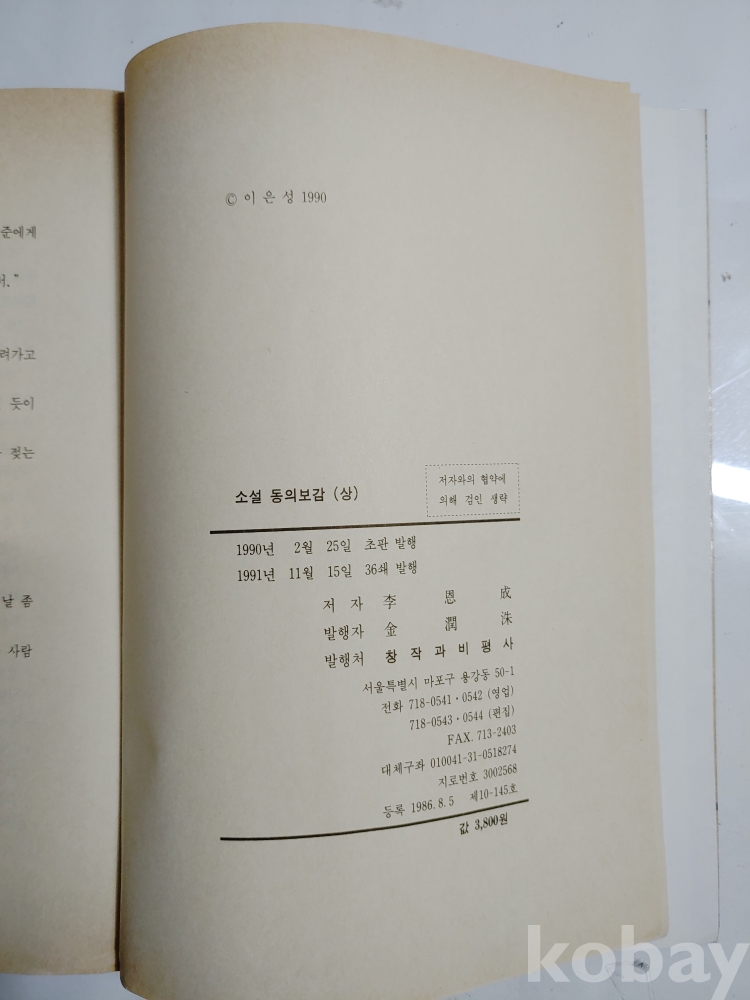 준에게
서."
려가고
듯이
젖는
날 좀
사람
© 이 은 성 1990
소설 동의보감 (상)
저자와의 협약에
의해 검인 생략
1990년 2월 25일 초판 발행
1991년 11월 15일 36쇄 발행
저 자 李 恩 成
발행자 金 潤 洙
발행처 창 작 과 비 평 사
서울특별시 마포구 용강동 50-1
전화 718-0541·0542 (영업)
718-0543·0544 (편집)
FAX. 713-2403
대체구좌 010041-31-0518274
지로번호 3002568
등록 1986.8.5 제10-145호
값 3,800원
kobay